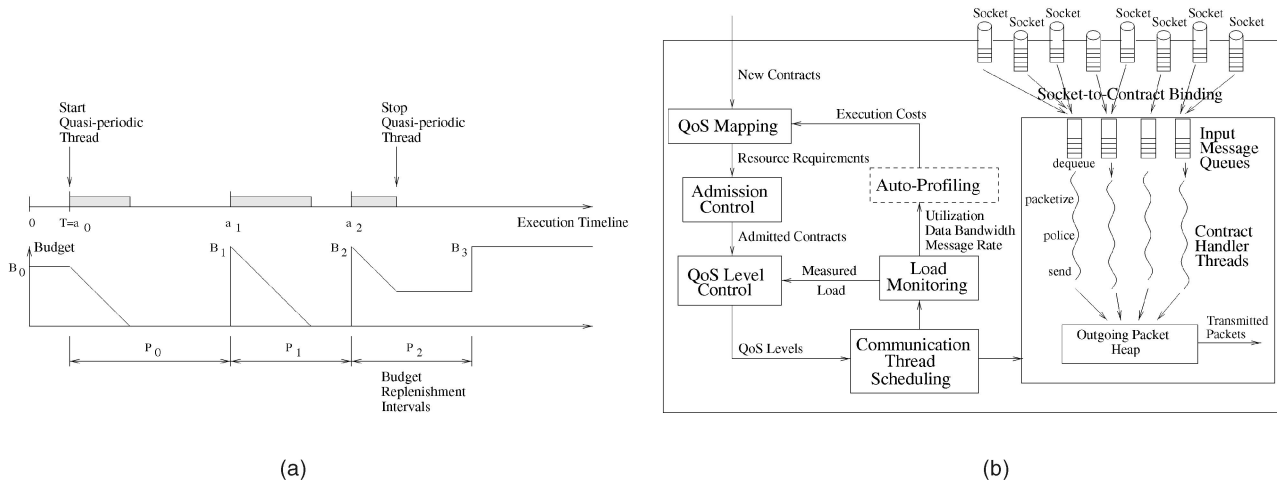 Start
Quasi-periodic
Thread
Stop
Quasi-periodic
Thread
0
T=a 0
a 1
a 2
Execution Timeline
Budget
B 0
B 1
B 2
B 3
P 0
P 1
P 2
Budget
Replenishment
Intervals
(a)
Socket
Socket
Socket
Socket
Socket
Socket
Socket
New Contracts
Socket-to-Contract Binding
QoS Mapping
Execution Costs
Input
Message
Queues
dequeue
Resource Requirements
Auto-Profiling
Admission
Control
packetize
Utilization
Data Bandwidth
Message Rate
Admitted Contracts
police
Contract
Handler
Threads
QoS Level
Control
Measured
Load
Load
Monitoring
send
Outgoing Packet
Heap
Transmitted
Packets
QoS Levels
Communication
Thread
Scheduling
(b)